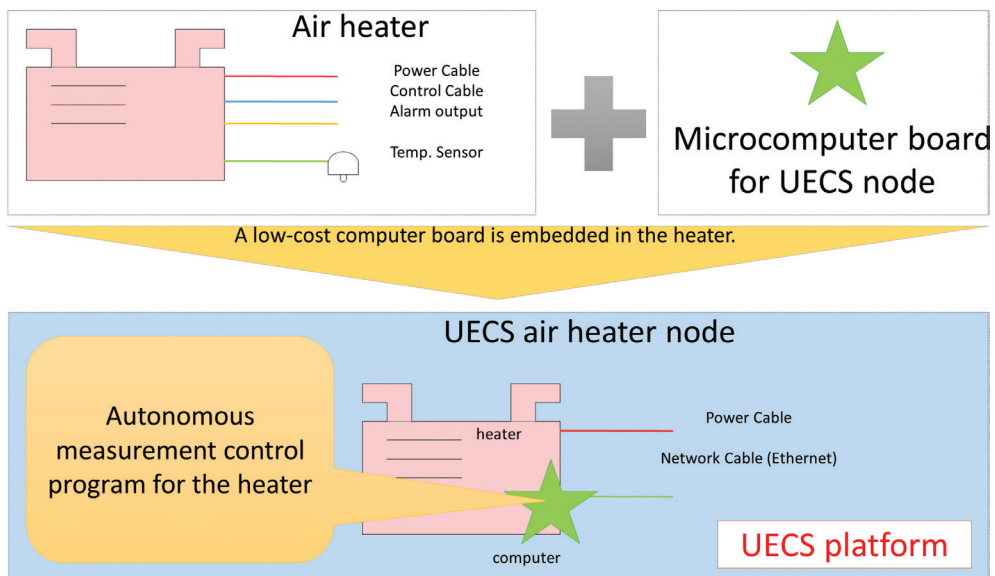 Air heater
Power Cable
Control Cable
Alarm output
Temp. Sensor
Microcomputer board
for UECS node
A low-cost computer board is embedded in the heater.
UECS air heater node
Autonomous
measurement control
program for the heater
heater
Power Cable
Network Cable (Ethernet)
computer
UECS platform